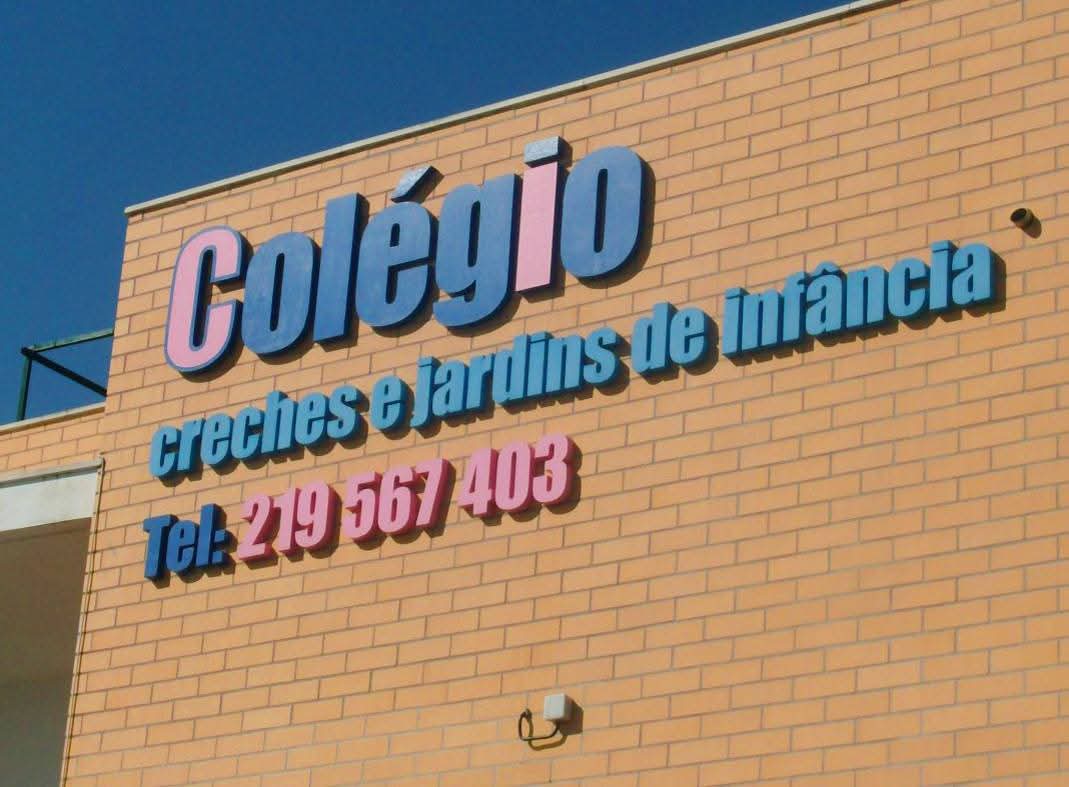 Colégio
creches e jardins de infância
Tel: 219 567 403